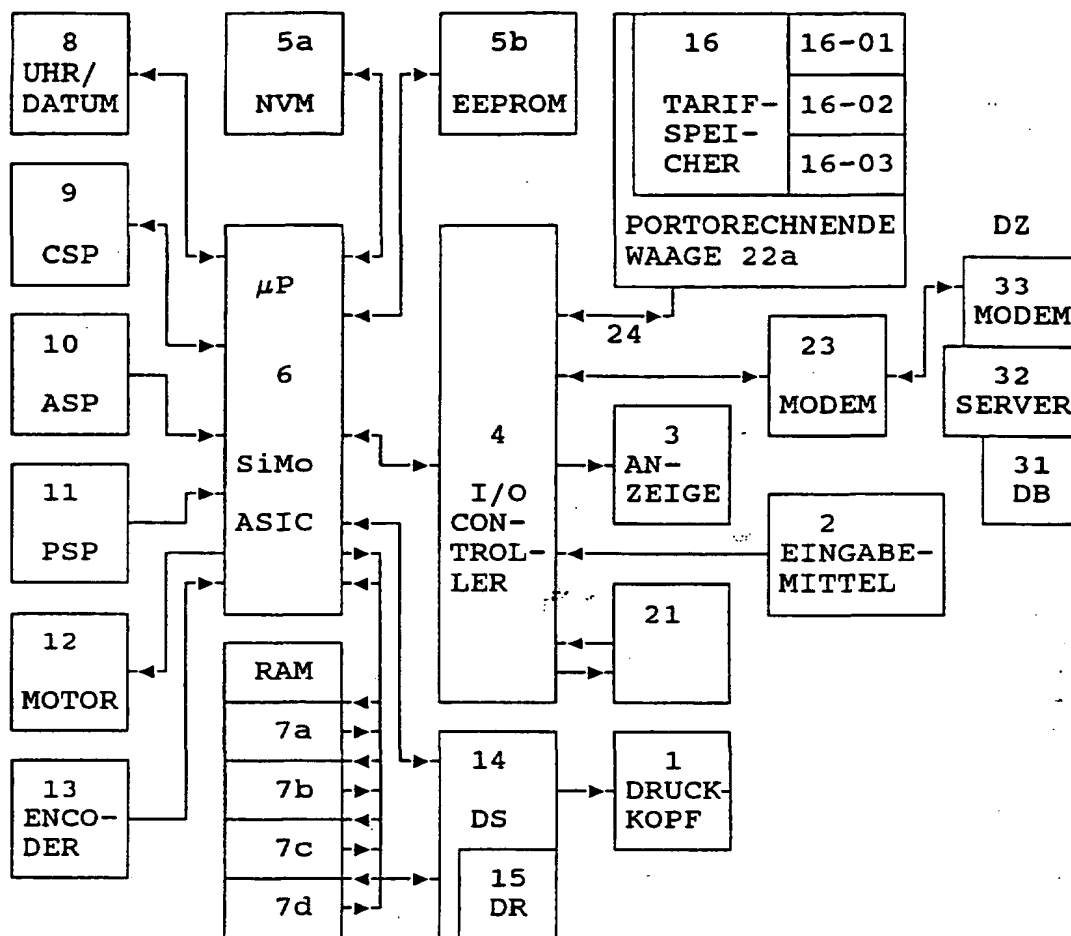 8
UHR/
DATUM
5a
NVM
5b
EEPROM
16
TARIF-
SPEI-
CHER
16-01
16-02
16-03
PORTORECHNENDE
WAAGE 22a
DZ
9
CSP
µP
6
SiMo
ASIC
24
33
MODEM
10
ASP
23
MODEM
32
SERVER
4
I/O
CON-
TROL-
LER
3
AN-
ZEIGE
31
DB
11
PSP
2
EINGABE-
MITTEL
12
MOTOR
21
RAM
7a
7b
7c
7d
13
ENCO-
DER
14
DS
15
DR
1
DRUCK-
KOPF